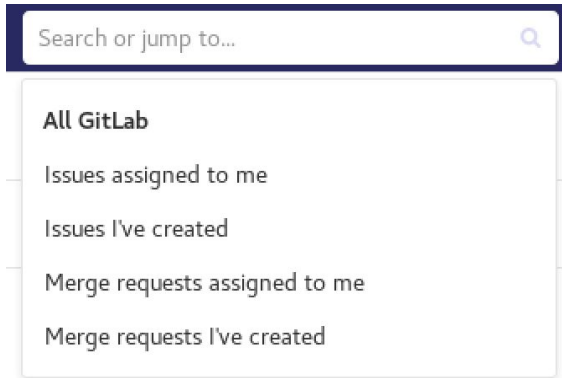 Search or jump to...
All GitLab
Issues assigned to me
Issues I've created
Merge requests assigned to me
Merge requests I've created